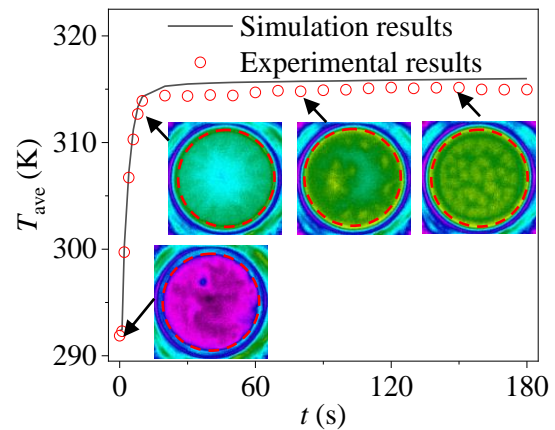 Simulation results
Experimental results
320
310
300
290
T_ave (K)
0 60 120 180
t (s)